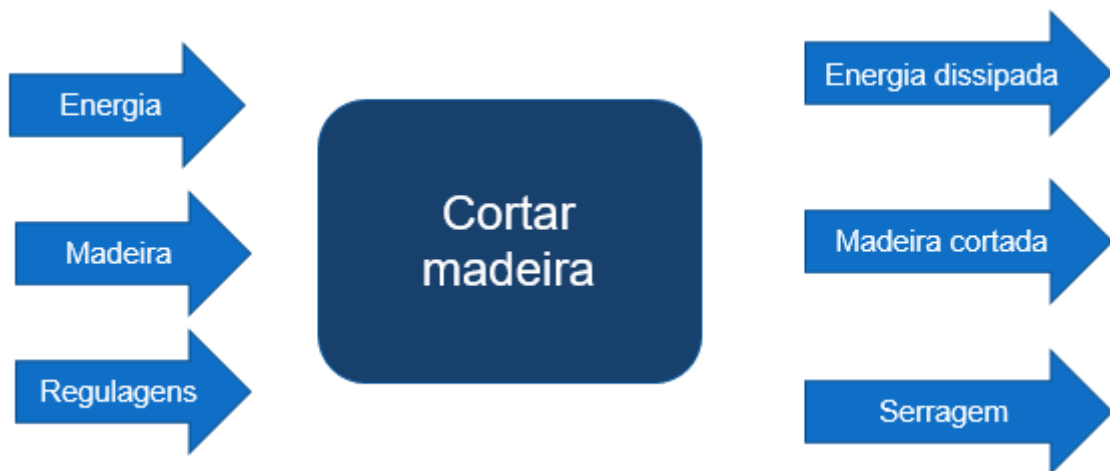 Energia
Madeira
Regulagens
Cortar
madeira
Energia dissipada
Madeira cortada
Serragem